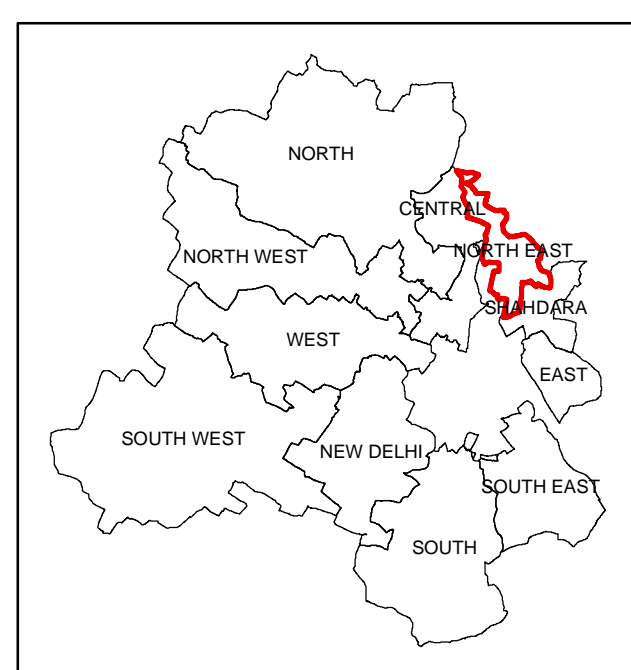 NORTH
CENTRAL
NORTH WEST
NORTH EAST
SHAHDARA
WEST
EAST
SOUTH WEST
NEW DELHI
SOUTH EAST
SOUTH